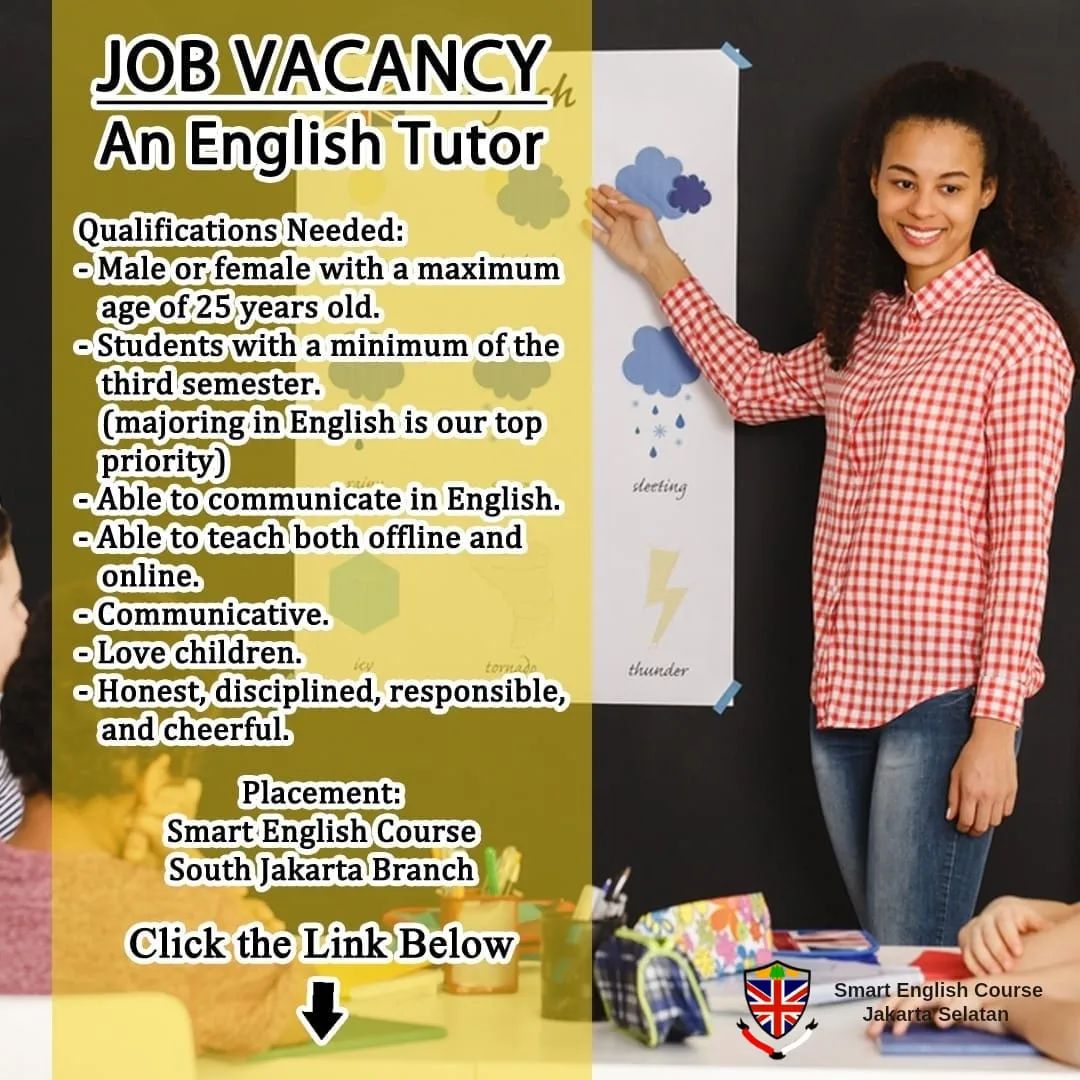 JOB VACANCY
An English Tutor
Qualifications Needed:
- Male or female with a maximum
age of 25 years old.
- Students with a minimum of the
third semester.
(majoring in English is our top
priority)
- Able to communicate in English.
- Able to teach both offline and
online.
- Communicative.
- Love children.
- Honest, disciplined, responsible,
and cheerful.
Placement:
Smart English Course
South Jakarta Branch
Click the Link Below
rainy
sleeting
icy
tornado
thunder
Smart English Course
Jakarta Selatan